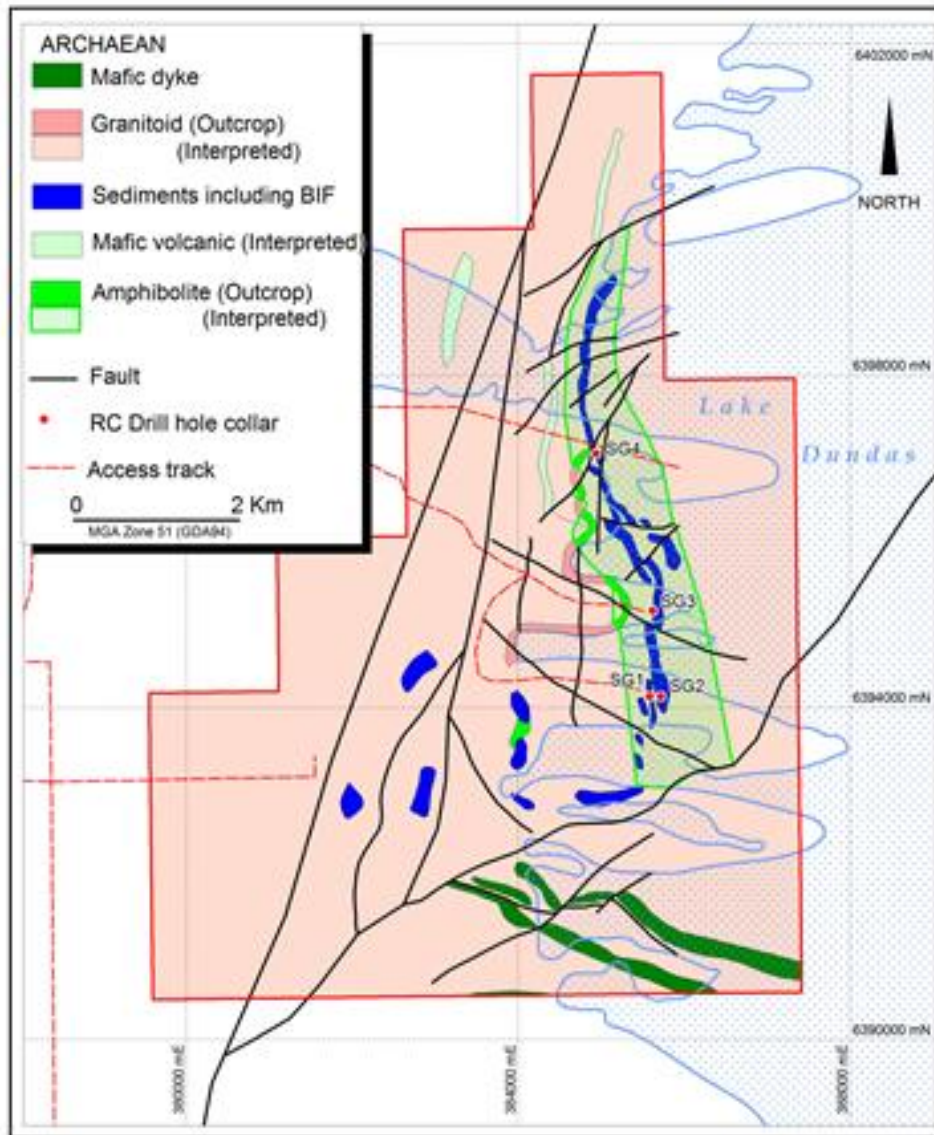 ARCHAEAN
Mafic dyke
Granitoid (Outcrop)
(Interpreted)
Sediments including BIF
Mafic volcanic (Interpreted)
Amphibolite (Outcrop)
(Interpreted)
Fault
RC Drill hole collar
Access track
0 2 Km
MGA Zone 51 (GDA94)
6402000 mN
NORTH
6398000 mN
Lake
Dundas
SG4
SG3
SG1 SG2
6394000 mN
6390000 mN
380000 mE
384000 mE
388000 mE